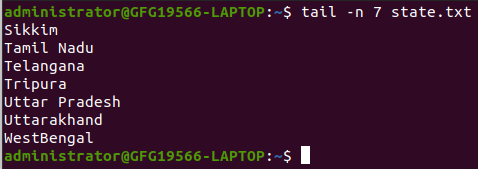 administrator@GFG19566-LAPTOP:~$ tail -n 7 state.txt
Sikkim
Tamil Nadu
Telangana
Tripura
Uttar Pradesh
Uttarakhand
WestBengal
administrator@GFG19566-LAPTOP:~$